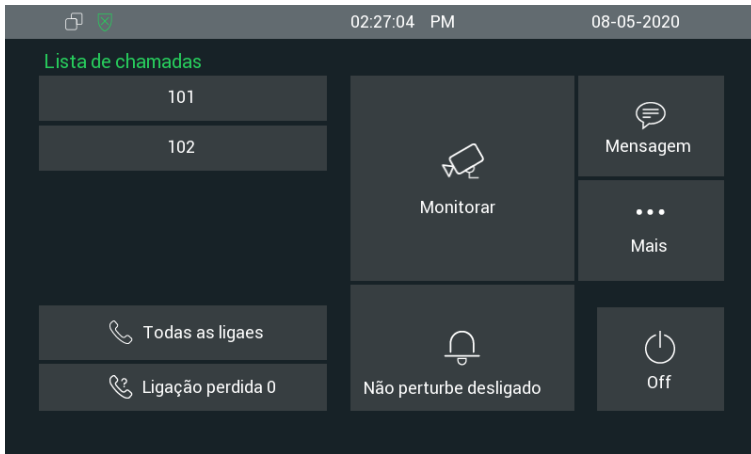 02:27:04 PM 08-05-2020
Lista de chamadas
101
102
Monitorar
Mensagem
Mais
Todas as ligaes
Ligação perdida 0
Não perturbe desligado
Off